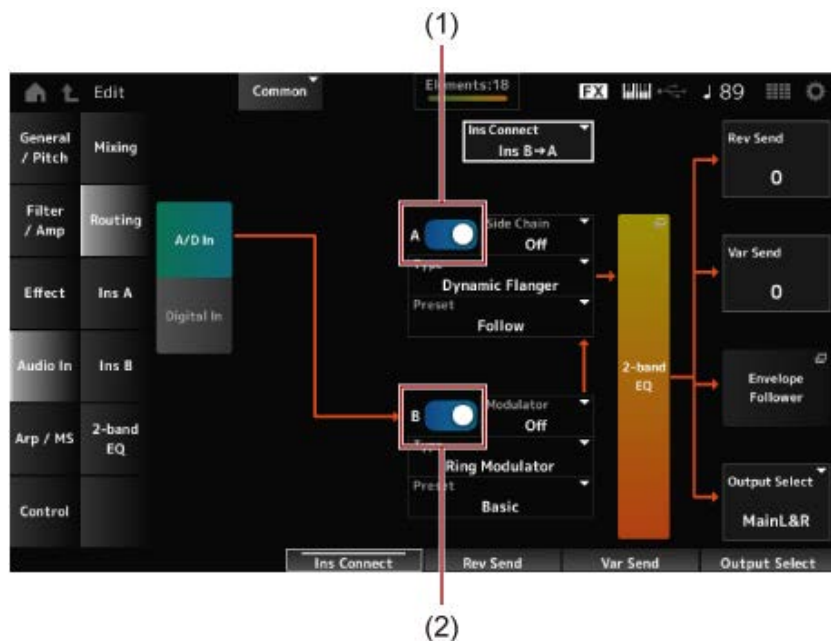 (1)
Edit
Common
Elements:18
FX
♩ 89
General / Pitch
Filter / Amp
Effect
Audio In
Arp / MS
Control
Mixing
Routing
Ins A
Ins B
2-band EQ
A/D In
Digital In
Ins Connect
Ins B→A
A
Side Chain
Off
Type
Dynamic Flanger
Preset
Follow
B
Modulator
Off
Type
Ring Modulator
Preset
Basic
2-band EQ
Rev Send
0
Var Send
0
Envelope Follower
Output Select
MainL&R
Ins Connect
Rev Send
Var Send
Output Select
(2)